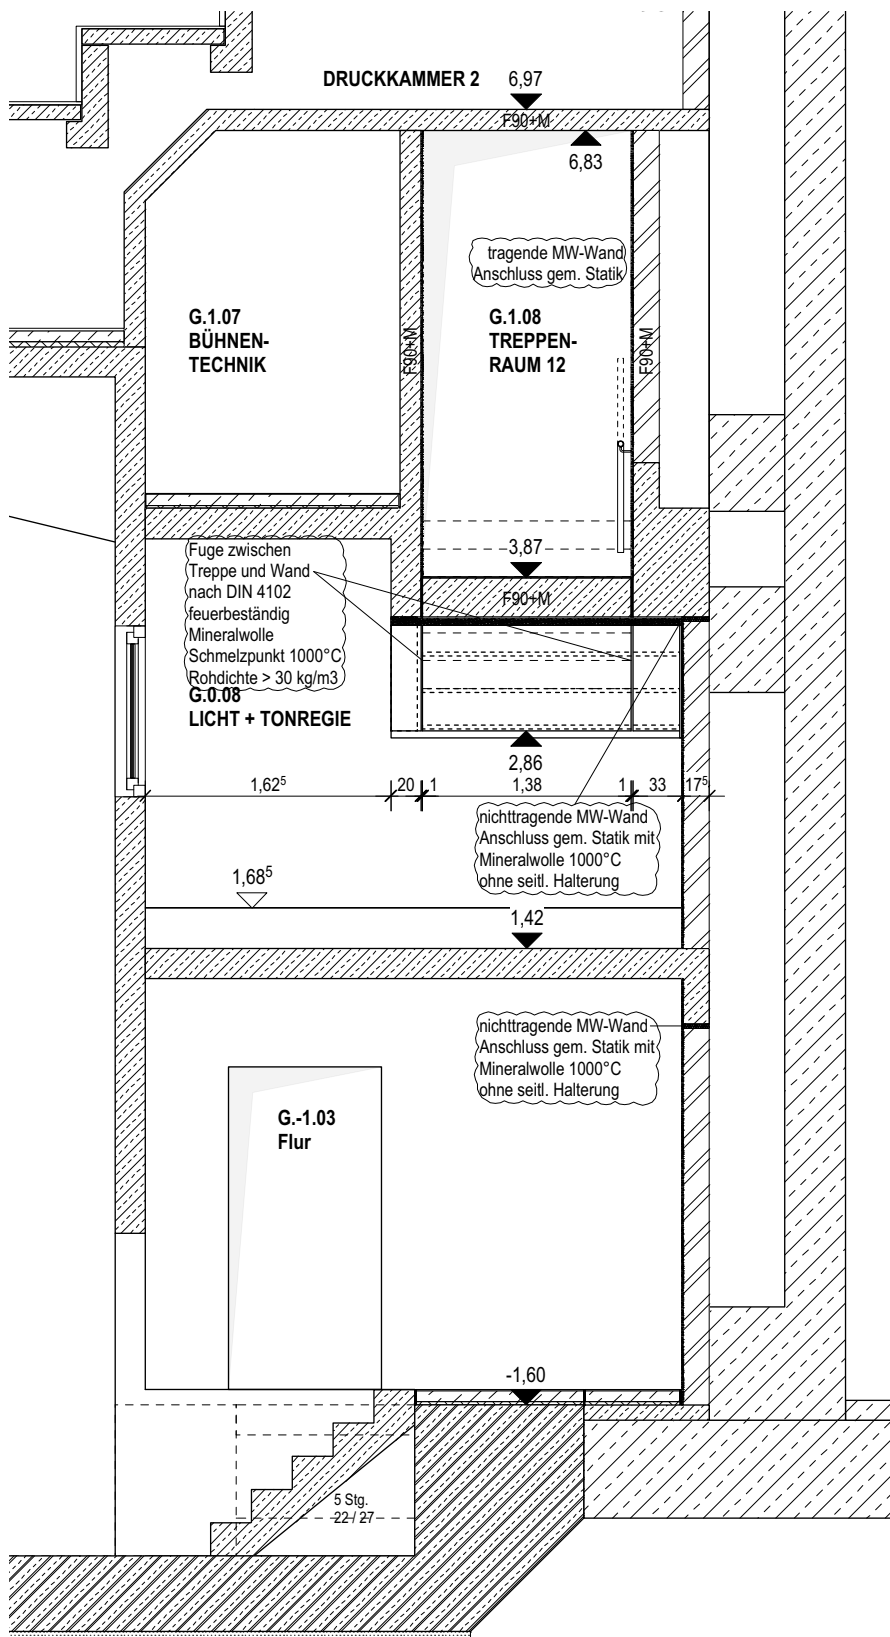 DRUCKKAMMER 2
6,97
F90+M
6,83
tragende MW-Wand
Anschluss gem. Statik
G.1.07
BÜHNEN-
TECHNIK
F90+M
G.1.08
TREPPEN-
RAUM 12
F90+M
3,87
F90+M
Fuge zwischen
Treppe und Wand
nach DIN 4102
feuerbeständig
Mineralwolle
Schmelzpunkt 1000°C
Rohdichte > 30 kg/m3
G.0.08
LICHT + TONREGIE
2,86
1,62⁵ 20 1 1,38 1 33 17⁵
nichttragende MW-Wand
Anschluss gem. Statik mit
Mineralwolle 1000°C
ohne seitl. Halterung
1,68⁵
1,42
nichttragende MW-Wand
Anschluss gem. Statik mit
Mineralwolle 1000°C
ohne seitl. Halterung
G.-1.03
Flur
-1,60
5 Stg.
22 / 27